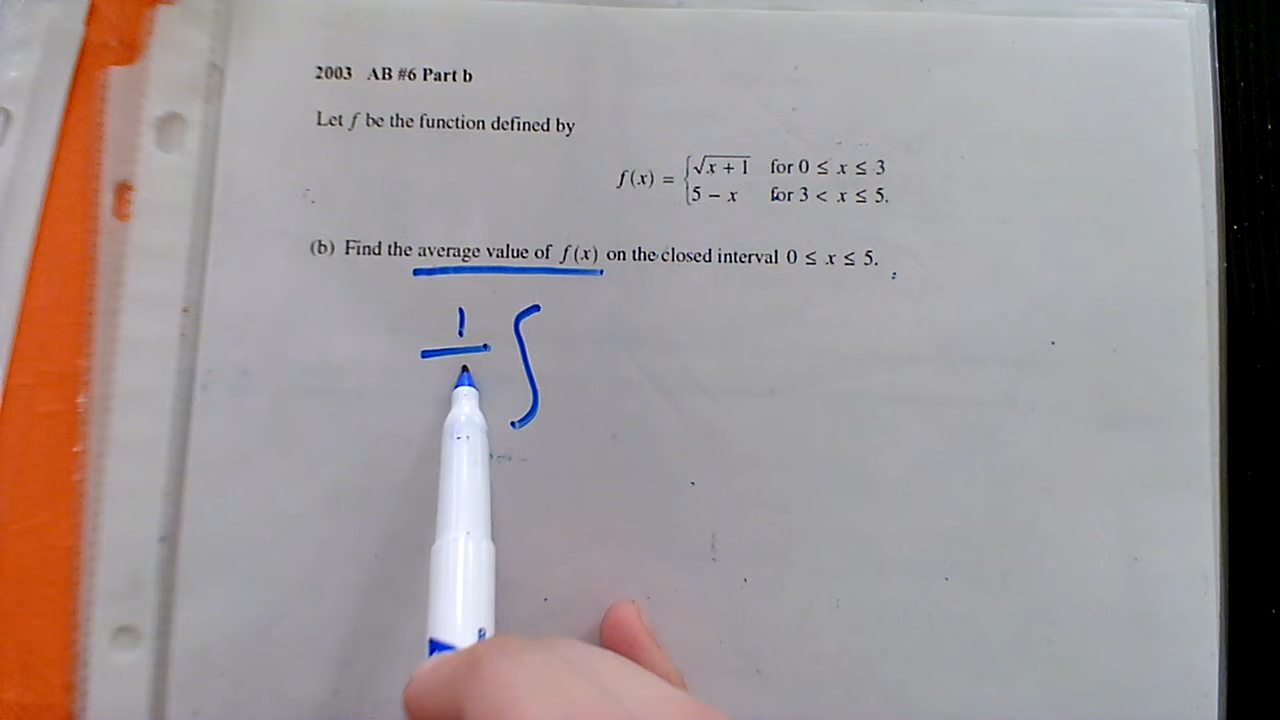 2003 AB #6 Part b
Let f be the function defined by
f(x) = {√(x + 1) for 0 ≤ x ≤ 3
{5 − x for 3 < x ≤ 5.
(b) Find the average value of f(x) on the closed interval 0 ≤ x ≤ 5.
1
∫